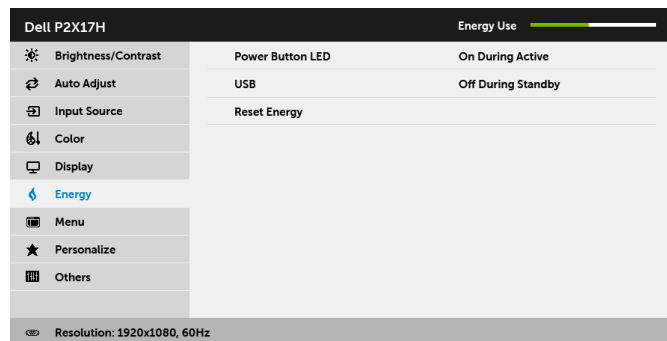 Dell P2X17H Energy Use
Brightness/Contrast Power Button LED On During Active
Auto Adjust USB Off During Standby
Input Source Reset Energy
Color
Display
Energy
Menu
Personalize
Others
Resolution: 1920x1080, 60Hz